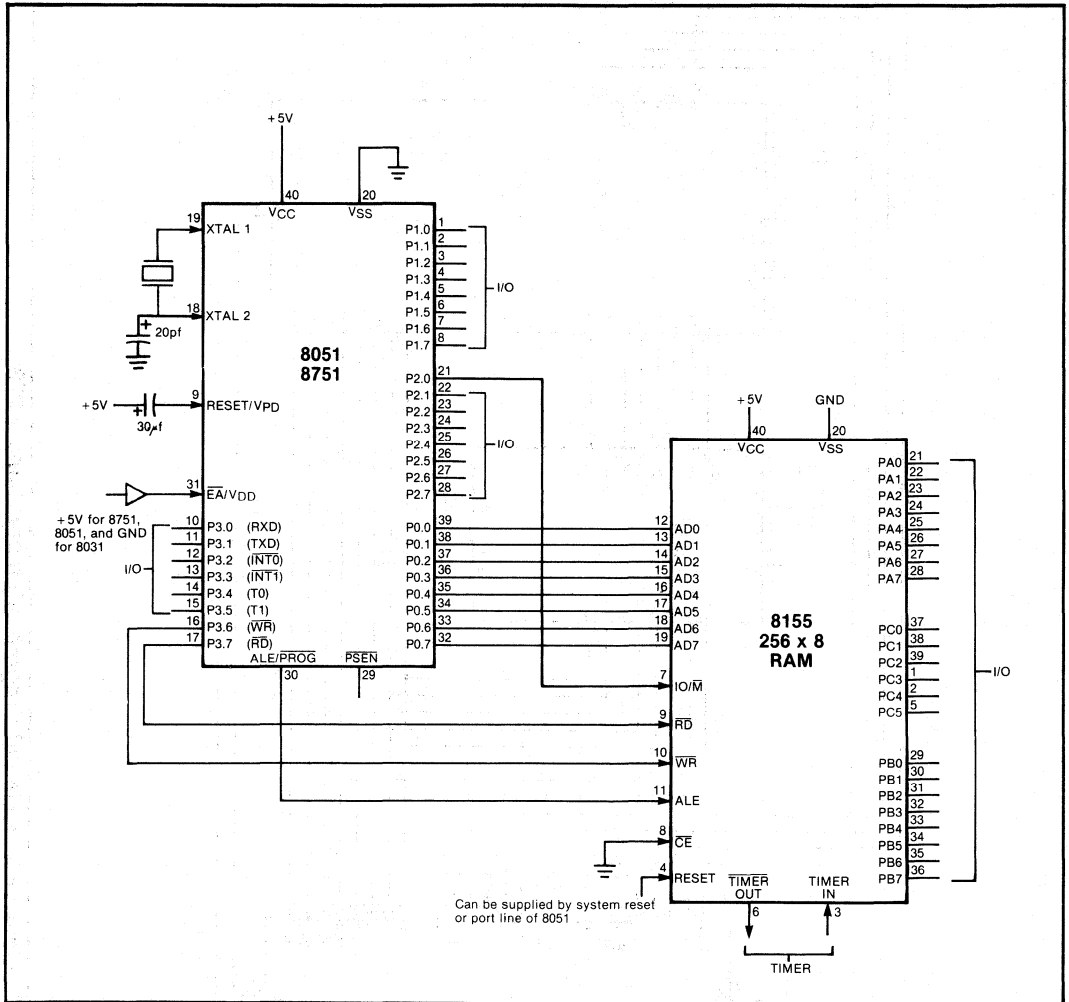 +5V
40
VCC
20
VSS
19
XTAL 1
18
XTAL 2
+
20pf
8051
8751
+5V
+
30μf
9
RESET/VPD
31
EA/VDD
+5V for 8751,
8051, and GND
for 8031
I/O
10 P3.0 (RXD)
11 P3.1 (TXD)
12 P3.2 (INT0)
13 P3.3 (INT1)
14 P3.4 (T0)
15 P3.5 (T1)
16 P3.6 (WR)
17 P3.7 (RD)
ALE/PROG
30
PSEN
29
P1.0 1
P1.1 2
P1.2 3
P1.3 4
P1.4 5
P1.5 6
P1.6 7
P1.7 8
I/O
P2.0 21
P2.1 22
P2.2 23
P2.3 24
P2.4 25
P2.5 26
P2.6 27
P2.7 28
I/O
P0.0 39
P0.1 38
P0.2 37
P0.3 36
P0.4 35
P0.5 34
P0.6 33
P0.7 32
+5V
40
VCC
GND
20
VSS
12 AD0
13 AD1
14 AD2
15 AD3
16 AD4
17 AD5
18 AD6
19 AD7
7 IO/M
9 RD
10 WR
11 ALE
8 CE
4 RESET
Can be supplied by system reset
or port line of 8051
8155
256 x 8
RAM
PA0 21
PA1 22
PA2 23
PA3 24
PA4 25
PA5 26
PA6 27
PA7 28
PC0 37
PC1 38
PC2 39
PC3 1
PC4 2
PC5 5
I/O
PB0 29
PB1 30
PB2 31
PB3 32
PB4 33
PB5 34
PB6 35
PB7 36
TIMER
OUT
6
TIMER
IN
3
TIMER